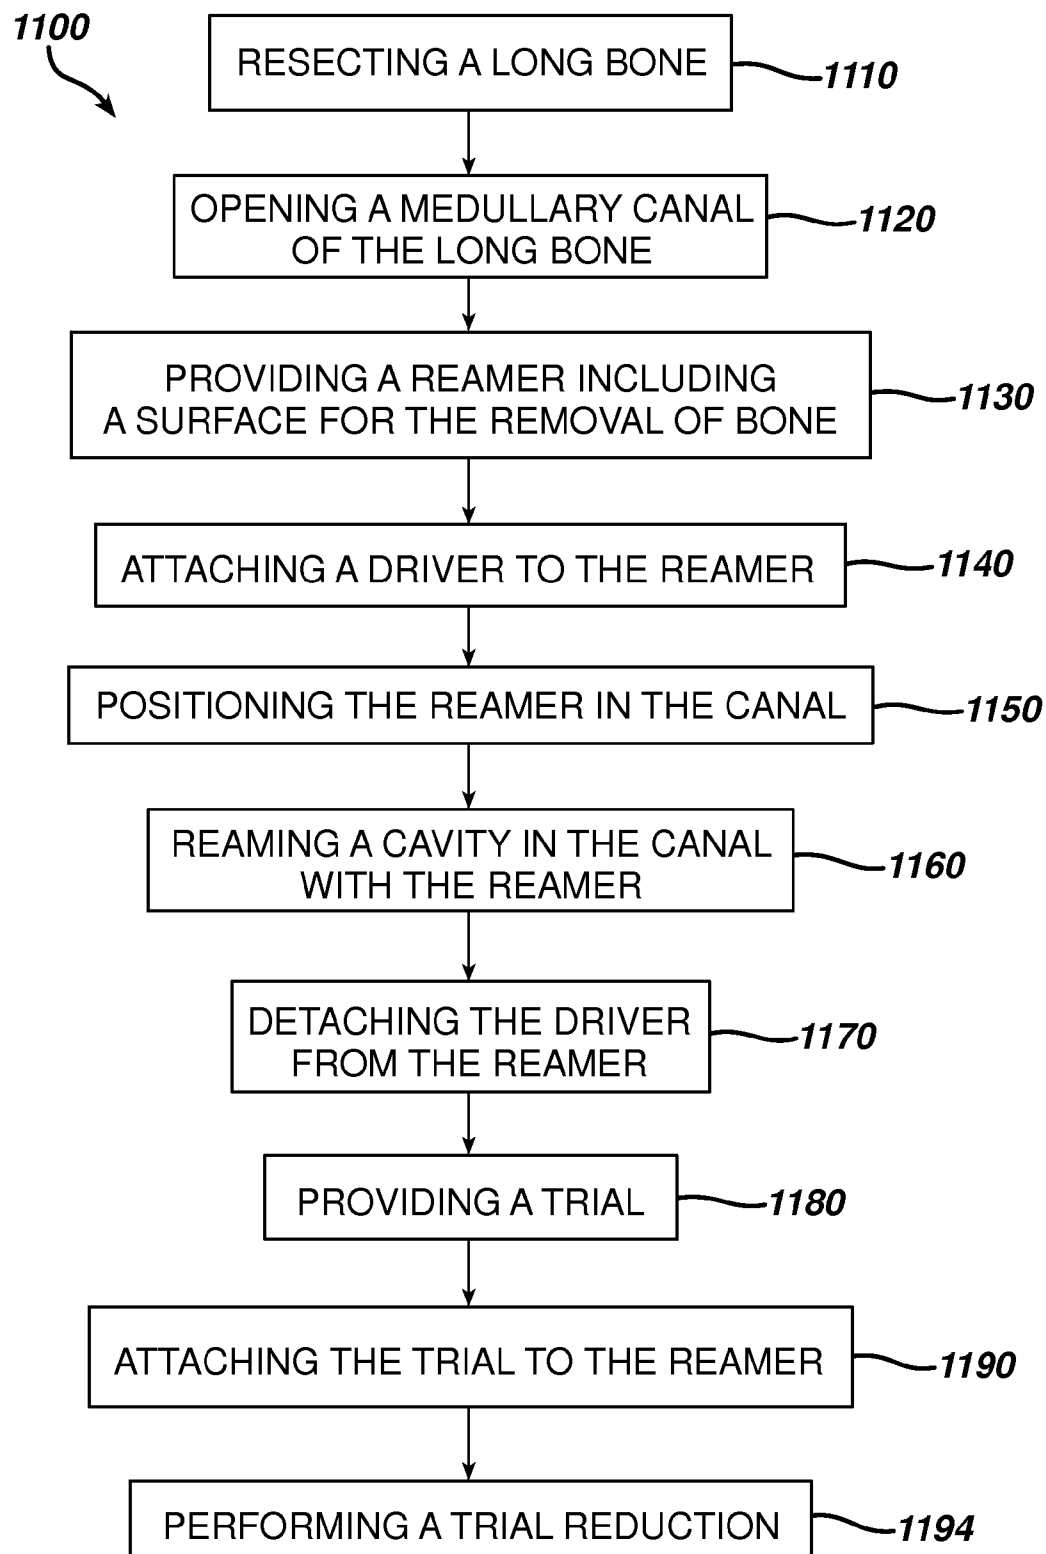 1100
RESECTING A LONG BONE
1110
OPENING A MEDULLARY CANAL
OF THE LONG BONE
1120
PROVIDING A REAMER INCLUDING
A SURFACE FOR THE REMOVAL OF BONE
1130
ATTACHING A DRIVER TO THE REAMER
1140
POSITIONING THE REAMER IN THE CANAL
1150
REAMING A CAVITY IN THE CANAL
WITH THE REAMER
1160
DETACHING THE DRIVER
FROM THE REAMER
1170
PROVIDING A TRIAL
1180
ATTACHING THE TRIAL TO THE REAMER
1190
PERFORMING A TRIAL REDUCTION
1194